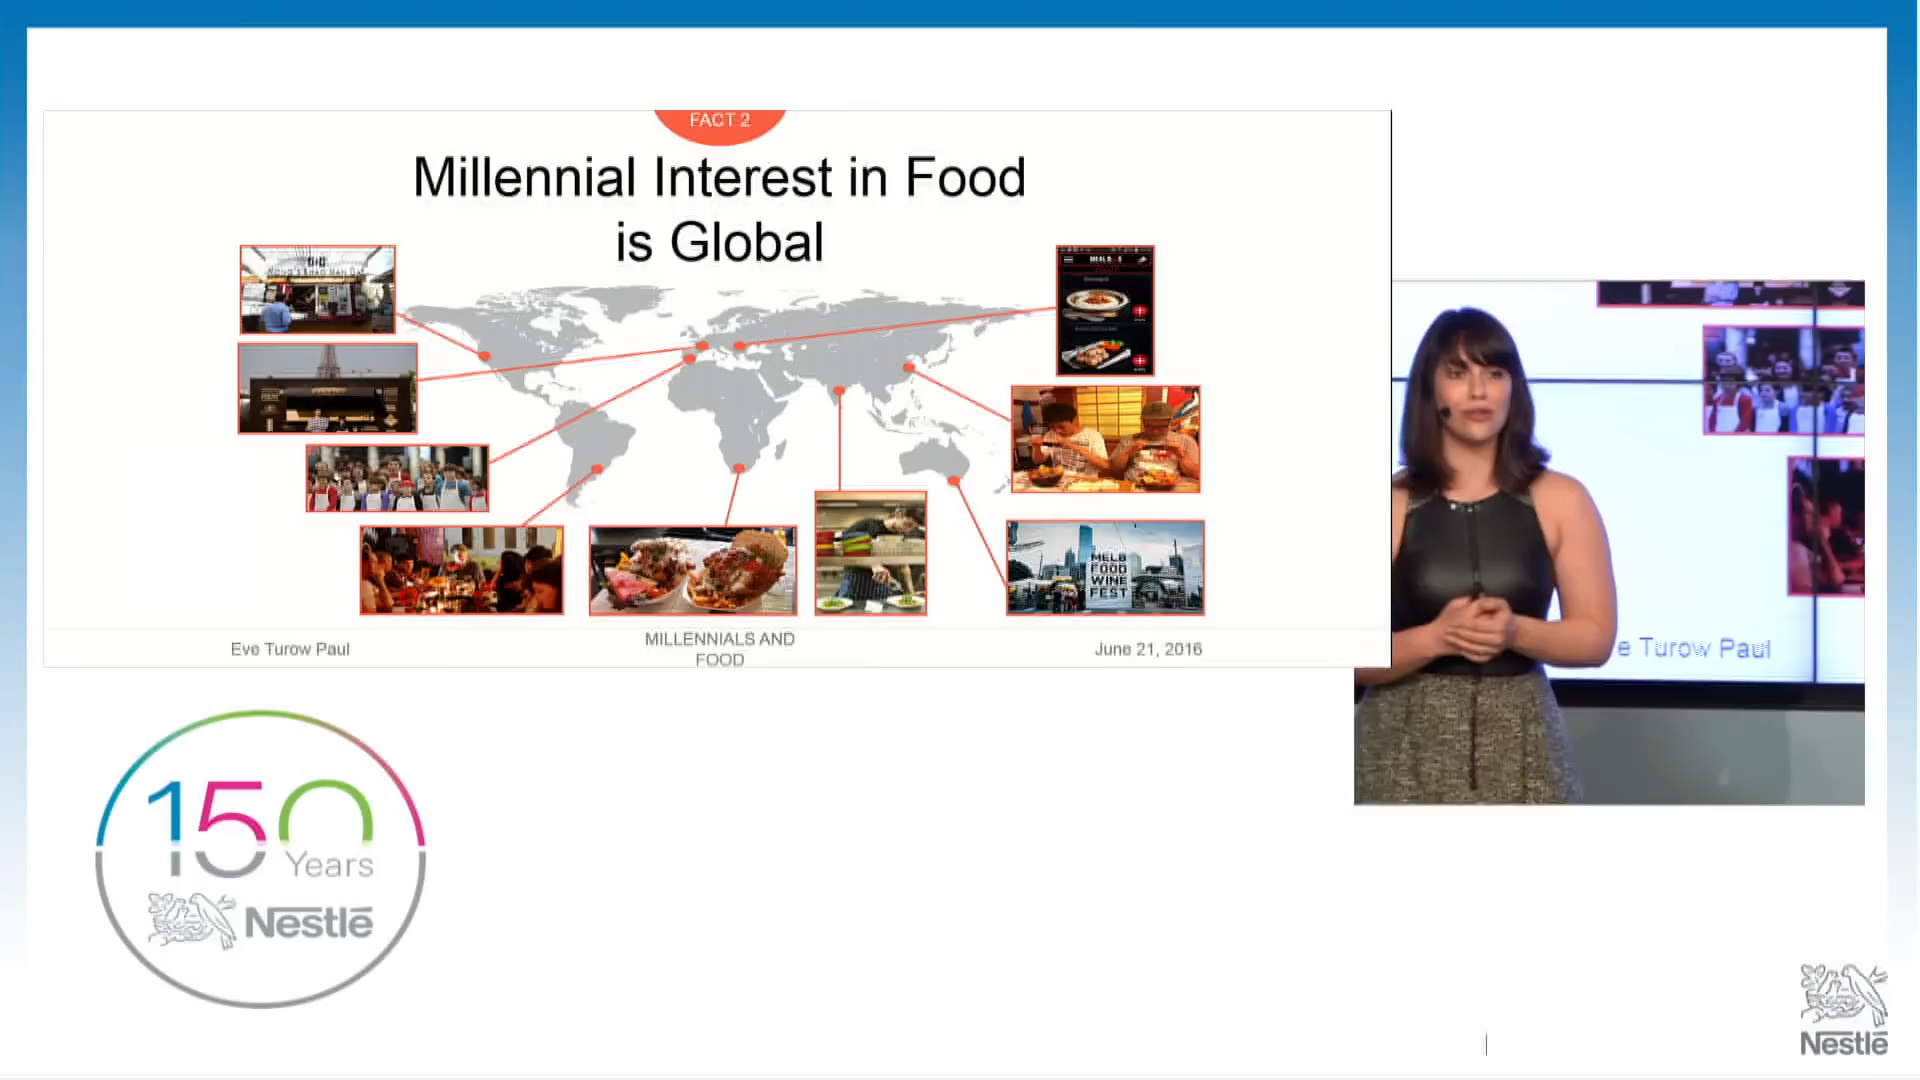 FACT 2
Millennial Interest in Food
is Global
MELB
FOOD
WINE
FEST
Eve Turow Paul
MILLENNIALS AND
FOOD
June 21, 2016
e Turow Paul
150
Years
Nestlé
Nestlé